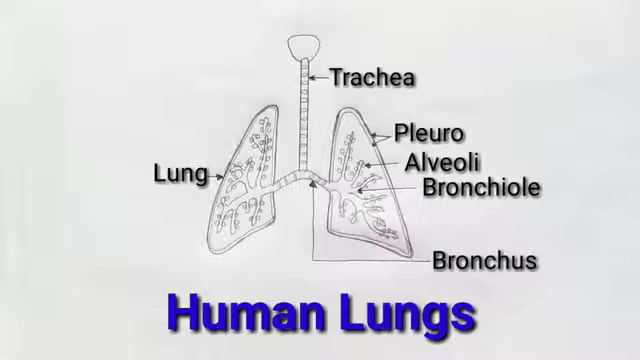 Trachea
Pleuro
Alveoli
Lung
Bronchiole
Bronchus
Human Lungs